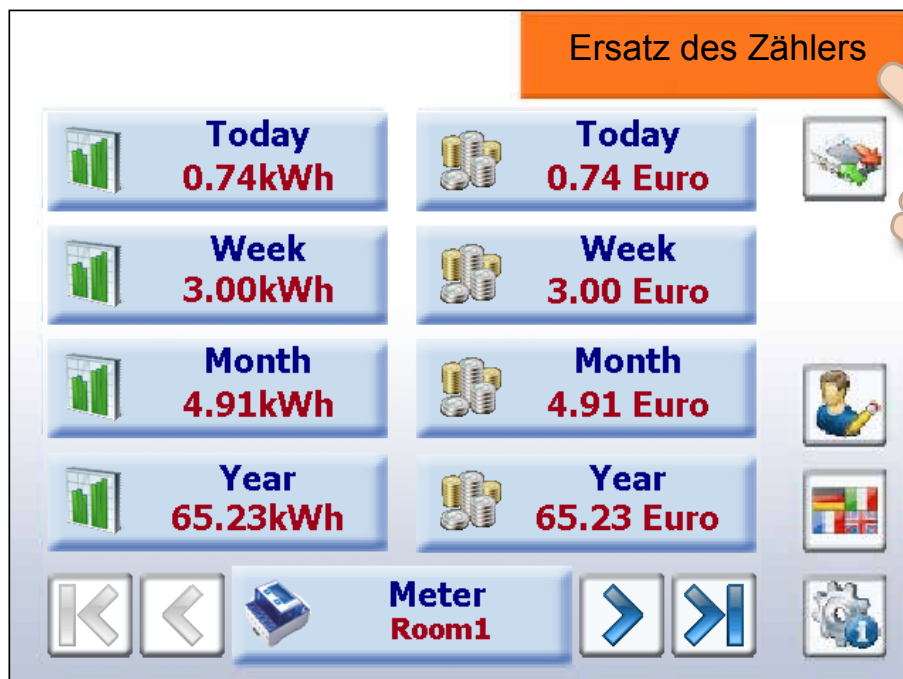 Ersatz des Zählers
Today
0.74kWh
Today
0.74 Euro
Week
3.00kWh
Week
3.00 Euro
Month
4.91kWh
Month
4.91 Euro
Year
65.23kWh
Year
65.23 Euro
Meter
Room1